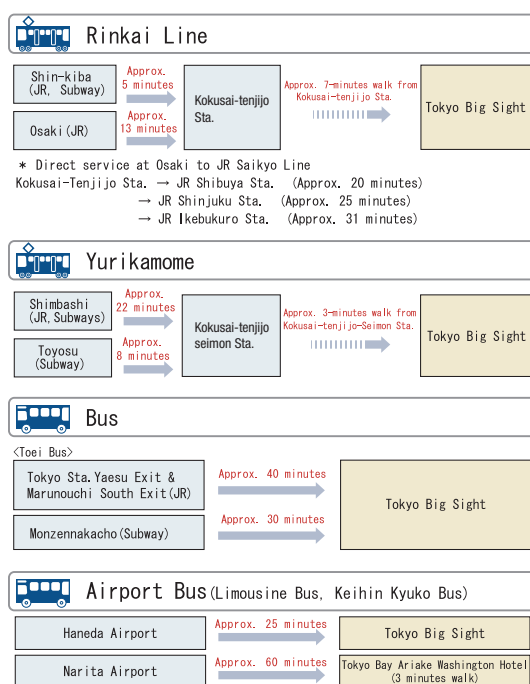 Rinkai Line
Shin-kiba
(JR, Subway)
Approx.
5 minutes
Osaki(JR)
Approx.
13 minutes
Kokusai-tenjijo
Sta.
Approx. 7-minutes walk from
Kokusai-tenjijo Sta.
Tokyo Big Sight
* Direct service at Osaki to JR Saikyo Line
Kokusai-Tenjijo Sta. → JR Shibuya Sta. (Approx. 20 minutes)
→ JR Shinjuku Sta. (Approx. 25 minutes)
→ JR Ikebukuro Sta. (Approx. 31 minutes)
Yurikamome
Shimbashi
(JR, Subways)
Approx.
22 minutes
Toyosu
(Subway)
Approx.
8 minutes
Kokusai-tenjijo
seimon Sta.
Approx. 3-minutes walk from
Kokusai-tenjijo-Seimon Sta.
Tokyo Big Sight
Bus
<Toei Bus>
Tokyo Sta. Yaesu Exit &
Marunouchi South Exit(JR)
Approx. 40 minutes
Monzennakacho(Subway)
Approx. 30 minutes
Tokyo Big Sight
Airport Bus(Limousine Bus, Keihin Kyuko Bus)
Haneda Airport
Approx. 25 minutes
Tokyo Big Sight
Narita Airport
Approx. 60 minutes
Tokyo Bay Ariake Washington Hotel
(3 minutes walk)